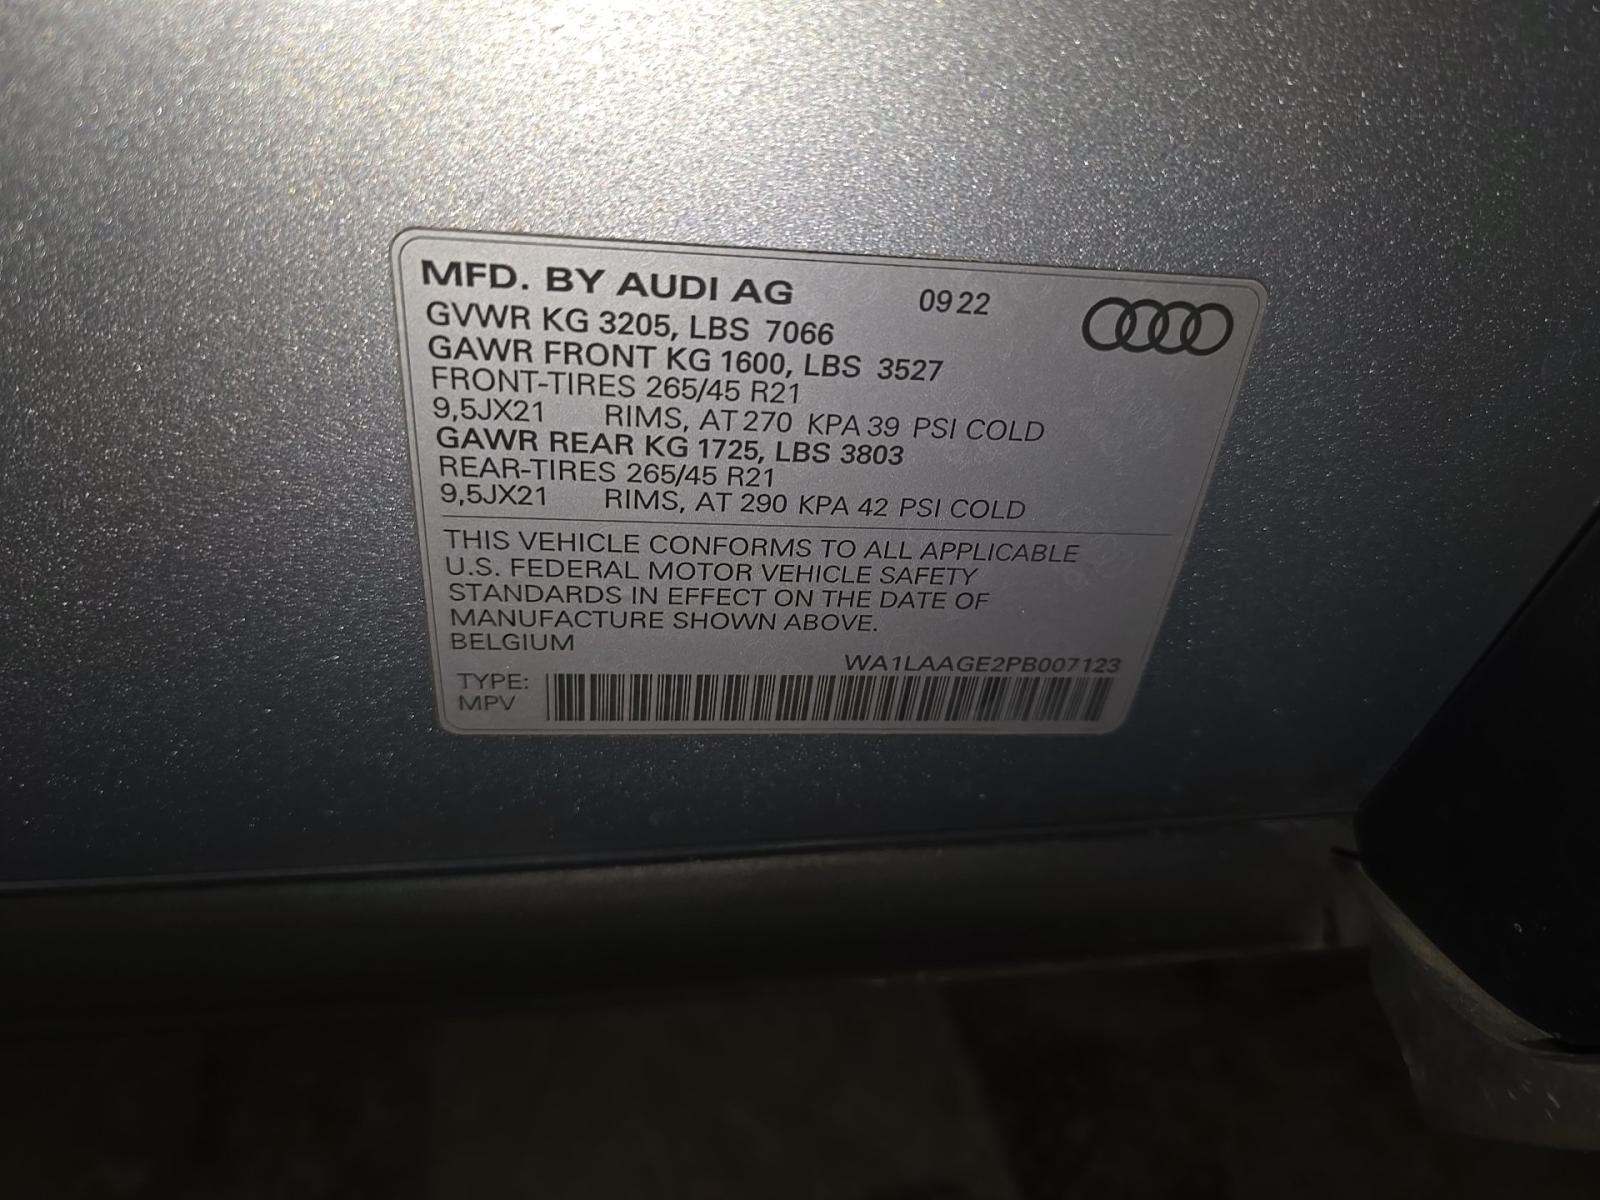 MFD. BY AUDI AG 09 22
GVWR KG 3205, LBS 7066
GAWR FRONT KG 1600, LBS 3527
FRONT-TIRES 265/45 R21
9,5JX21 RIMS, AT 270 KPA 39 PSI COLD
GAWR REAR KG 1725, LBS 3803
REAR-TIRES 265/45 R21
9,5JX21 RIMS, AT 290 KPA 42 PSI COLD
THIS VEHICLE CONFORMS TO ALL APPLICABLE
U.S. FEDERAL MOTOR VEHICLE SAFETY
STANDARDS IN EFFECT ON THE DATE OF
MANUFACTURE SHOWN ABOVE.
BELGIUM
WA1LAAGE2PB007123
TYPE:
MPV